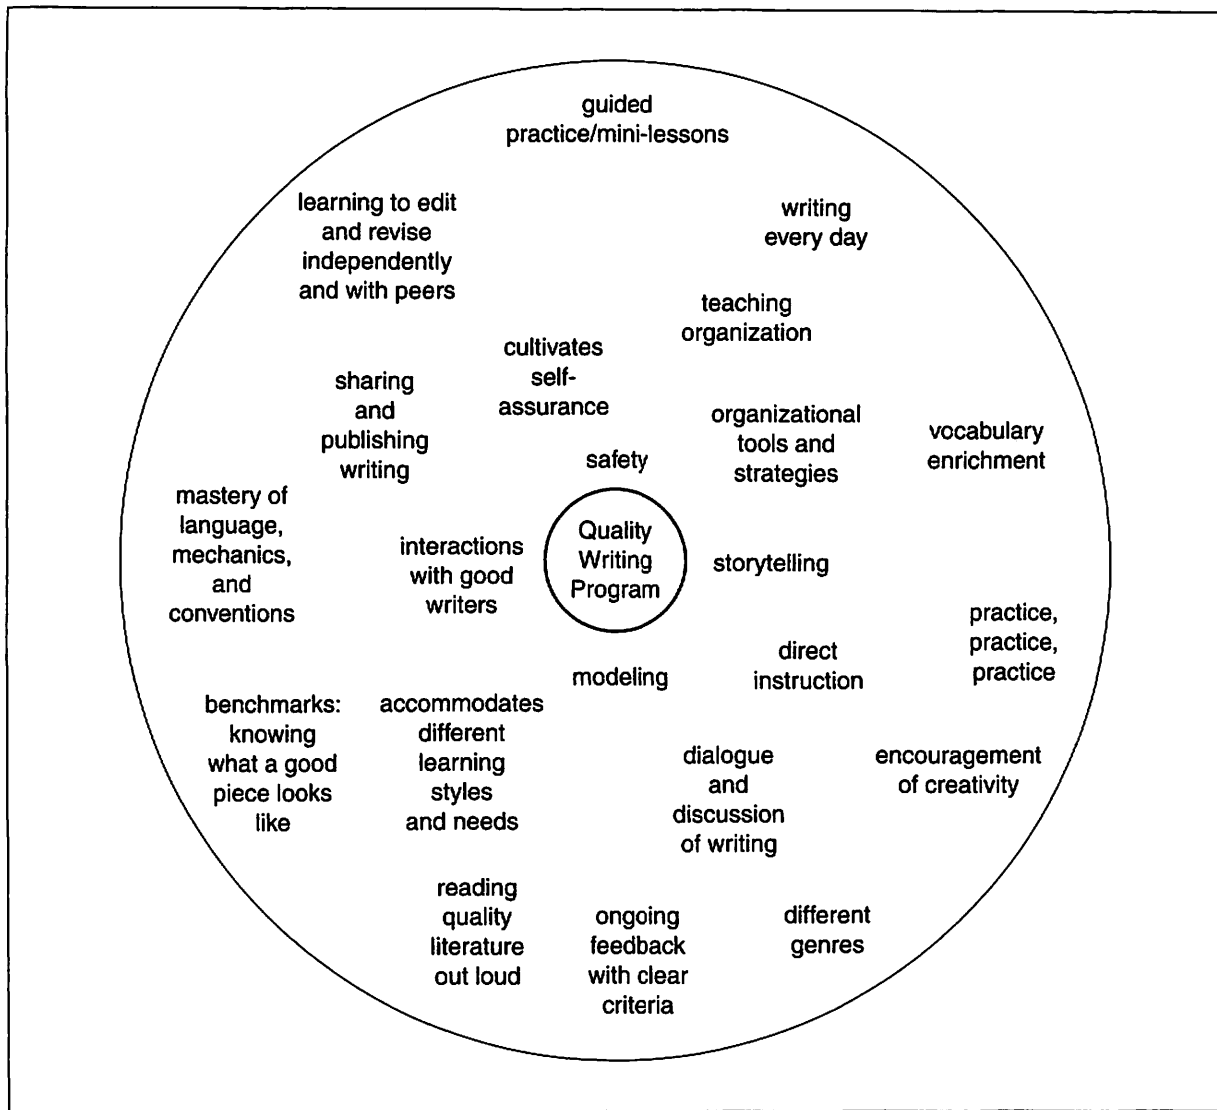 guided
practice/mini-lessons
learning to edit
and revise
independently
and with peers
writing
every day
teaching
organization
cultivates
self-
assurance
sharing
and
publishing
writing
organizational
tools and
strategies
vocabulary
enrichment
safety
mastery of
language,
mechanics,
and
conventions
interactions
with good
writers
Quality
Writing
Program
storytelling
practice,
practice,
practice
direct
instruction
modeling
benchmarks:
knowing
what a good
piece looks
like
accommodates
different
learning
styles
and needs
dialogue
and
discussion
of writing
encouragement
of creativity
reading
quality
literature
out loud
ongoing
feedback
with clear
criteria
different
genres